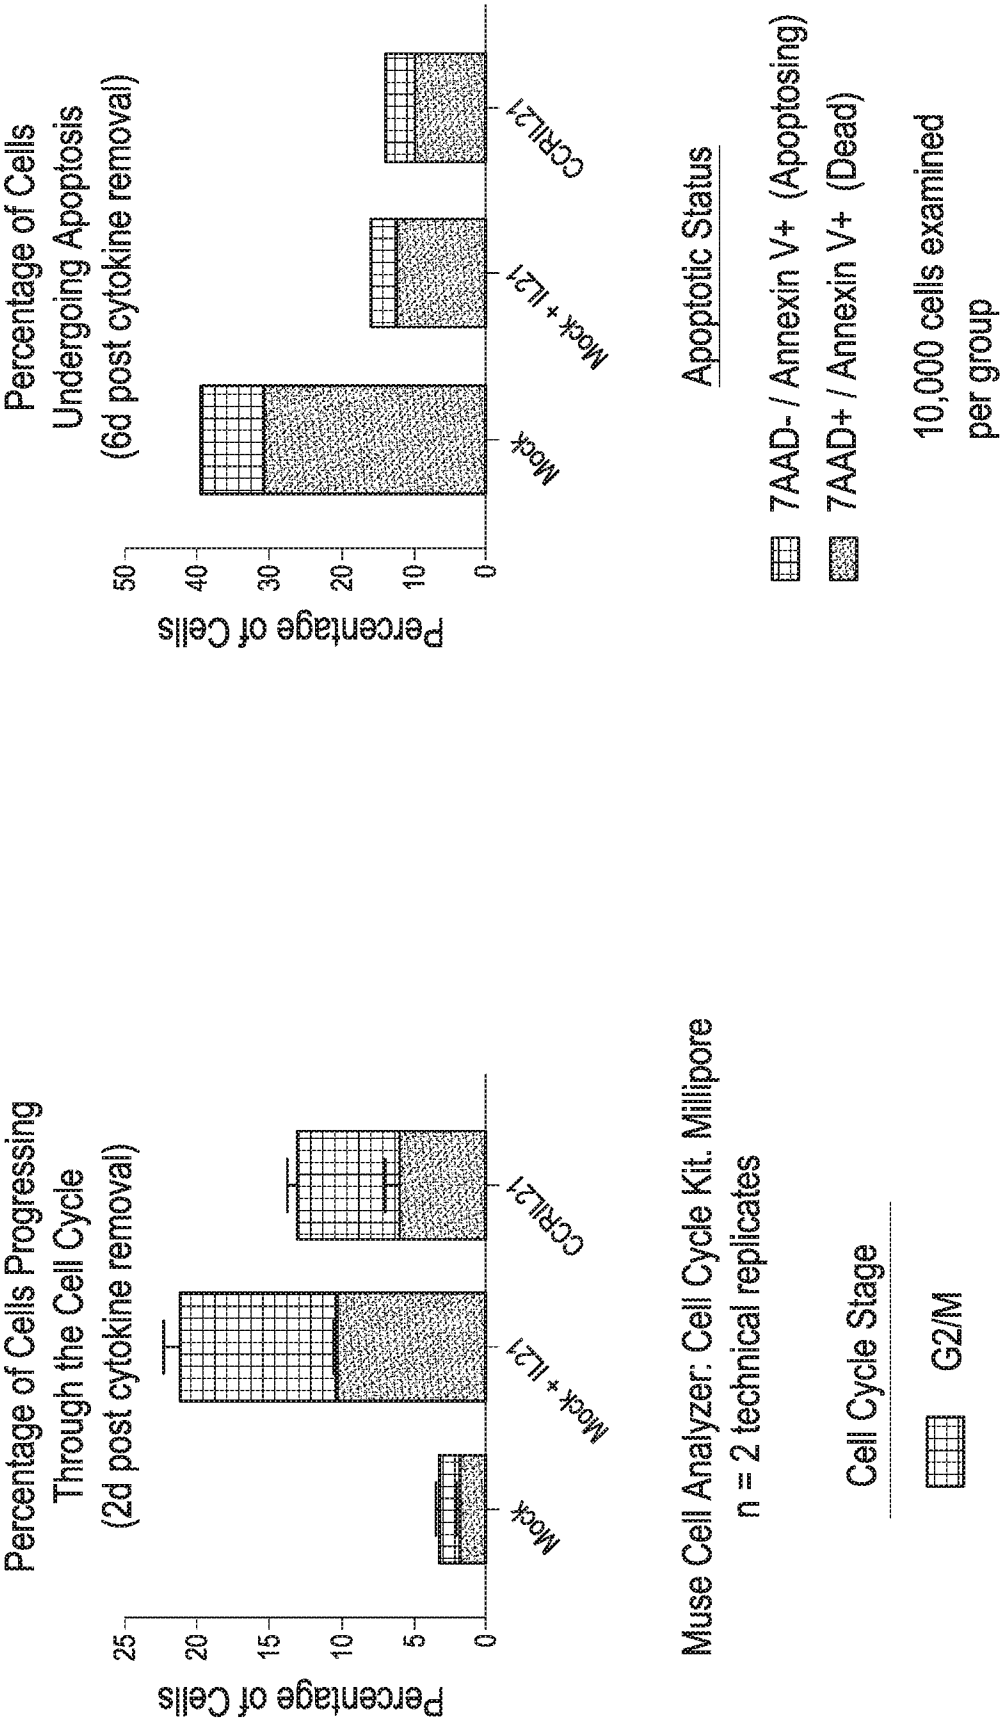 Percentage of Cells Progressing
Through the Cell Cycle
(2d post cytokine removal)
Percentage of Cells
25
20
15
10
5
0
Mock
Mock + IL21
CCRIL21
Muse Cell Analyzer: Cell Cycle Kit. Millipore
n = 2 technical replicates
Cell Cycle Stage
G2/M
Percentage of Cells
Undergoing Apoptosis
(6d post cytokine removal)
Percentage of Cells
50
40
30
20
10
0
Mock
Mock + IL21
CCRIL21
Apoptotic Status
7AAD- / Annexin V+ (Apoptosing)
7AAD+ / Annexin V+ (Dead)
10,000 cells examined
per group